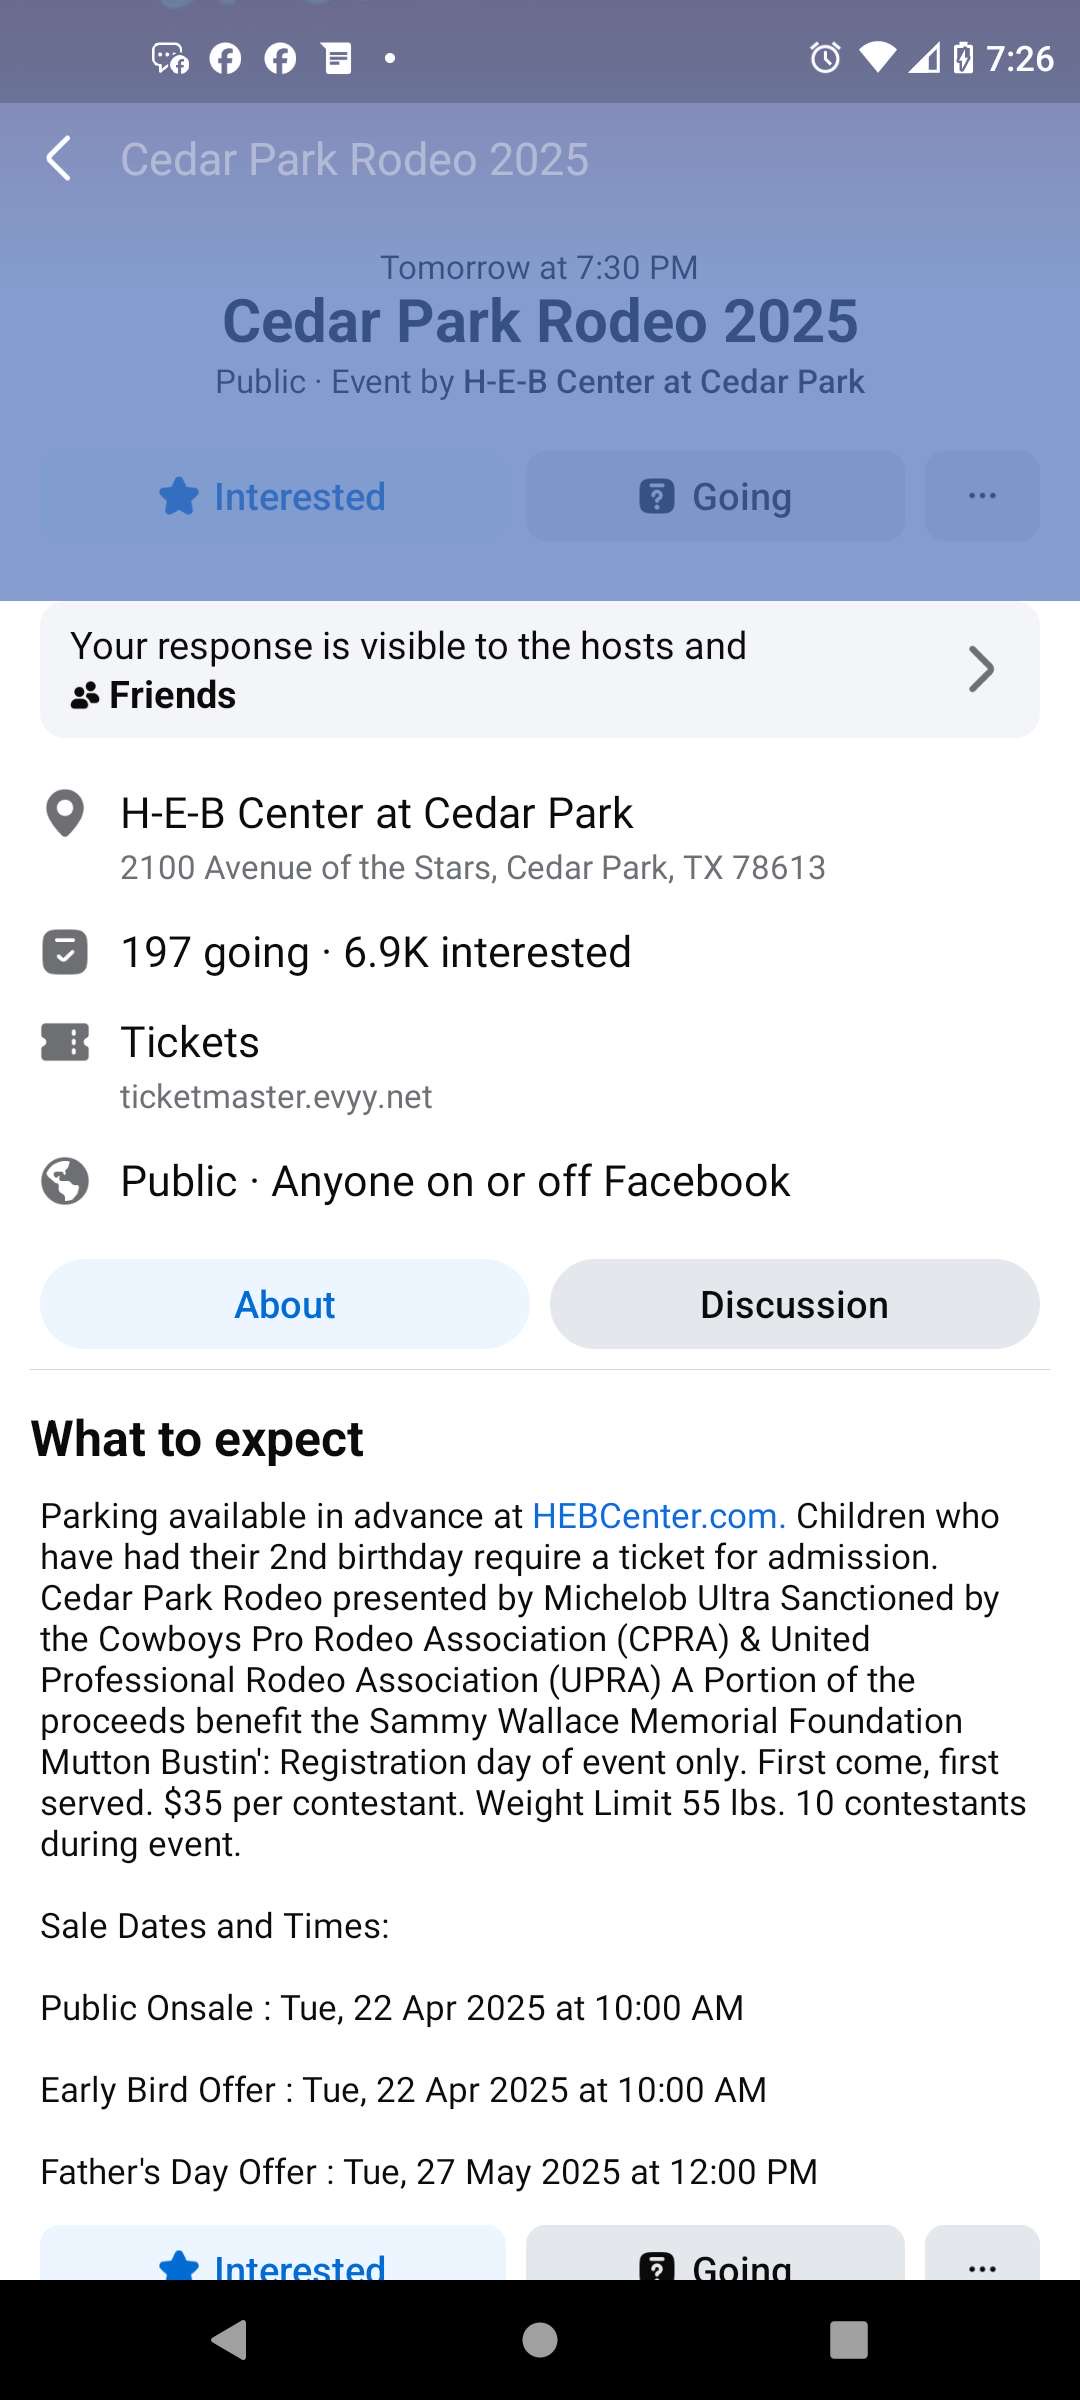 7:26
Cedar Park Rodeo 2025
Tomorrow at 7:30 PM
Cedar Park Rodeo 2025
Public · Event by H-E-B Center at Cedar Park
Interested
Going
Your response is visible to the hosts and
Friends
H-E-B Center at Cedar Park
2100 Avenue of the Stars, Cedar Park, TX 78613
197 going · 6.9K interested
Tickets
ticketmaster.evyy.net
Public · Anyone on or off Facebook
About
Discussion
What to expect
Parking available in advance at HEBCenter.com. Children who
have had their 2nd birthday require a ticket for admission.
Cedar Park Rodeo presented by Michelob Ultra Sanctioned by
the Cowboys Pro Rodeo Association (CPRA) & United
Professional Rodeo Association (UPRA) A Portion of the
proceeds benefit the Sammy Wallace Memorial Foundation
Mutton Bustin': Registration day of event only. First come, first
served. $35 per contestant. Weight Limit 55 lbs. 10 contestants
during event.
Sale Dates and Times:
Public Onsale : Tue, 22 Apr 2025 at 10:00 AM
Early Bird Offer : Tue, 22 Apr 2025 at 10:00 AM
Father's Day Offer : Tue, 27 May 2025 at 12:00 PM
Interested
Going